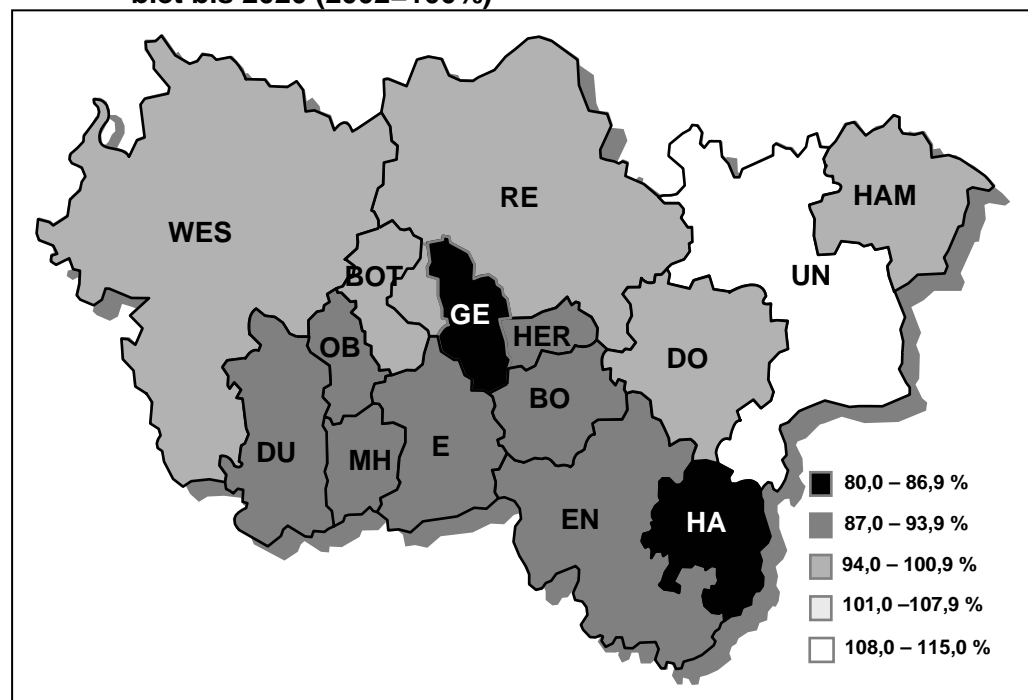 WES
RE
HAM
UN
BOT
GE
OB
HER
DO
BO
DU
MH
E
EN
HA
80,0 – 86,9 %
87,0 – 93,9 %
94,0 – 100,9 %
101,0 –107,9 %
108,0 – 115,0 %